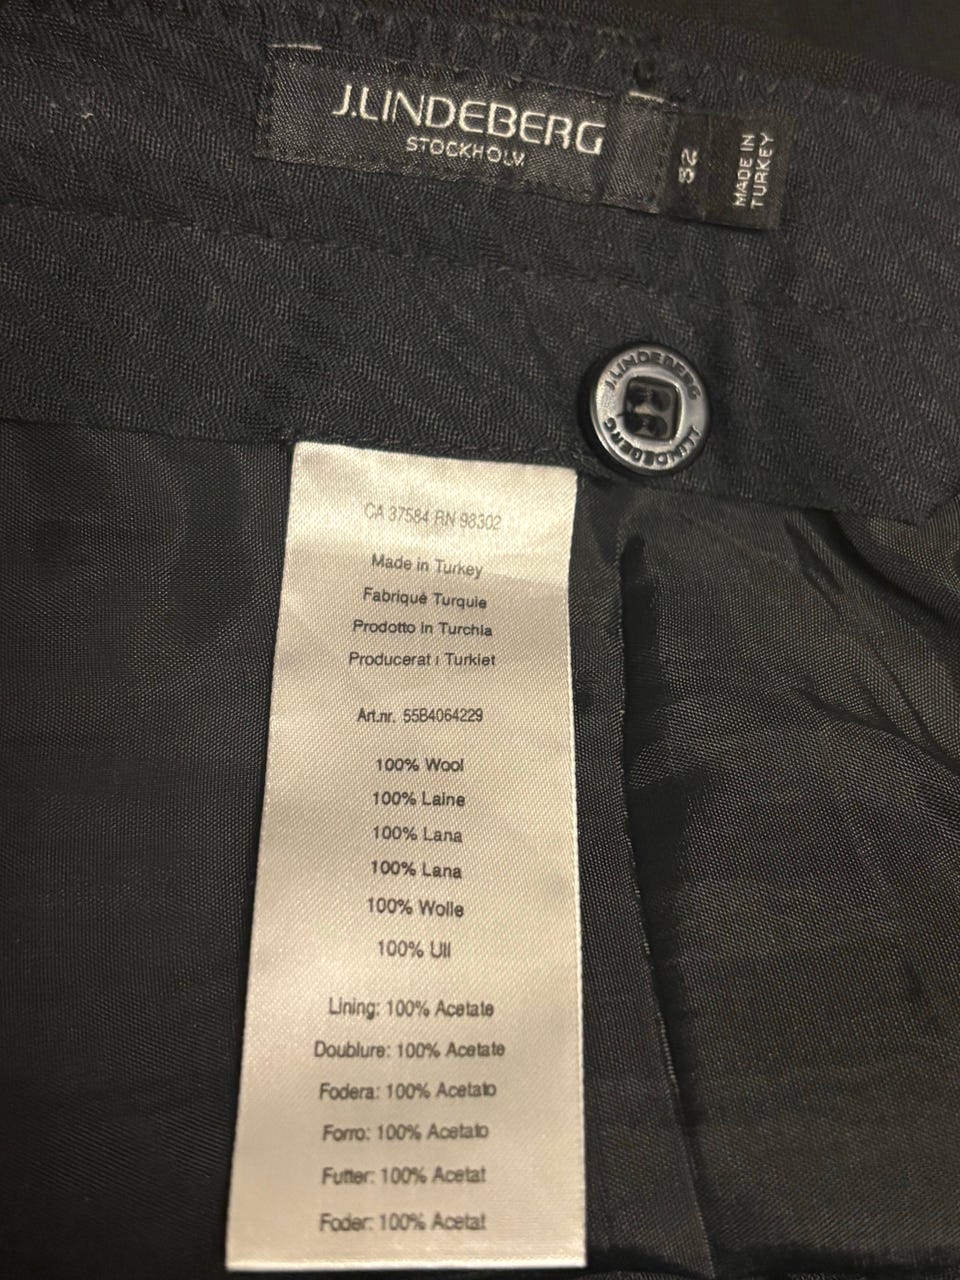 J.LINDEBERG
STOCKHOLM
32
MADE IN
TURKEY
J.LINDEBERG
J.LINDEBERG
CA 37584 RN 98302
Made in Turkey
Fabriqué Turquie
Prodotto in Turchia
Producerat i Turkiet
Art.nr. 55B4064229
100% Wool
100% Laine
100% Lana
100% Lana
100% Wolle
100% Ull
Lining: 100% Acetate
Doublure: 100% Acetate
Fodera: 100% Acetato
Forro: 100% Acetato
Futter: 100% Acetat
Foder: 100% Acetat